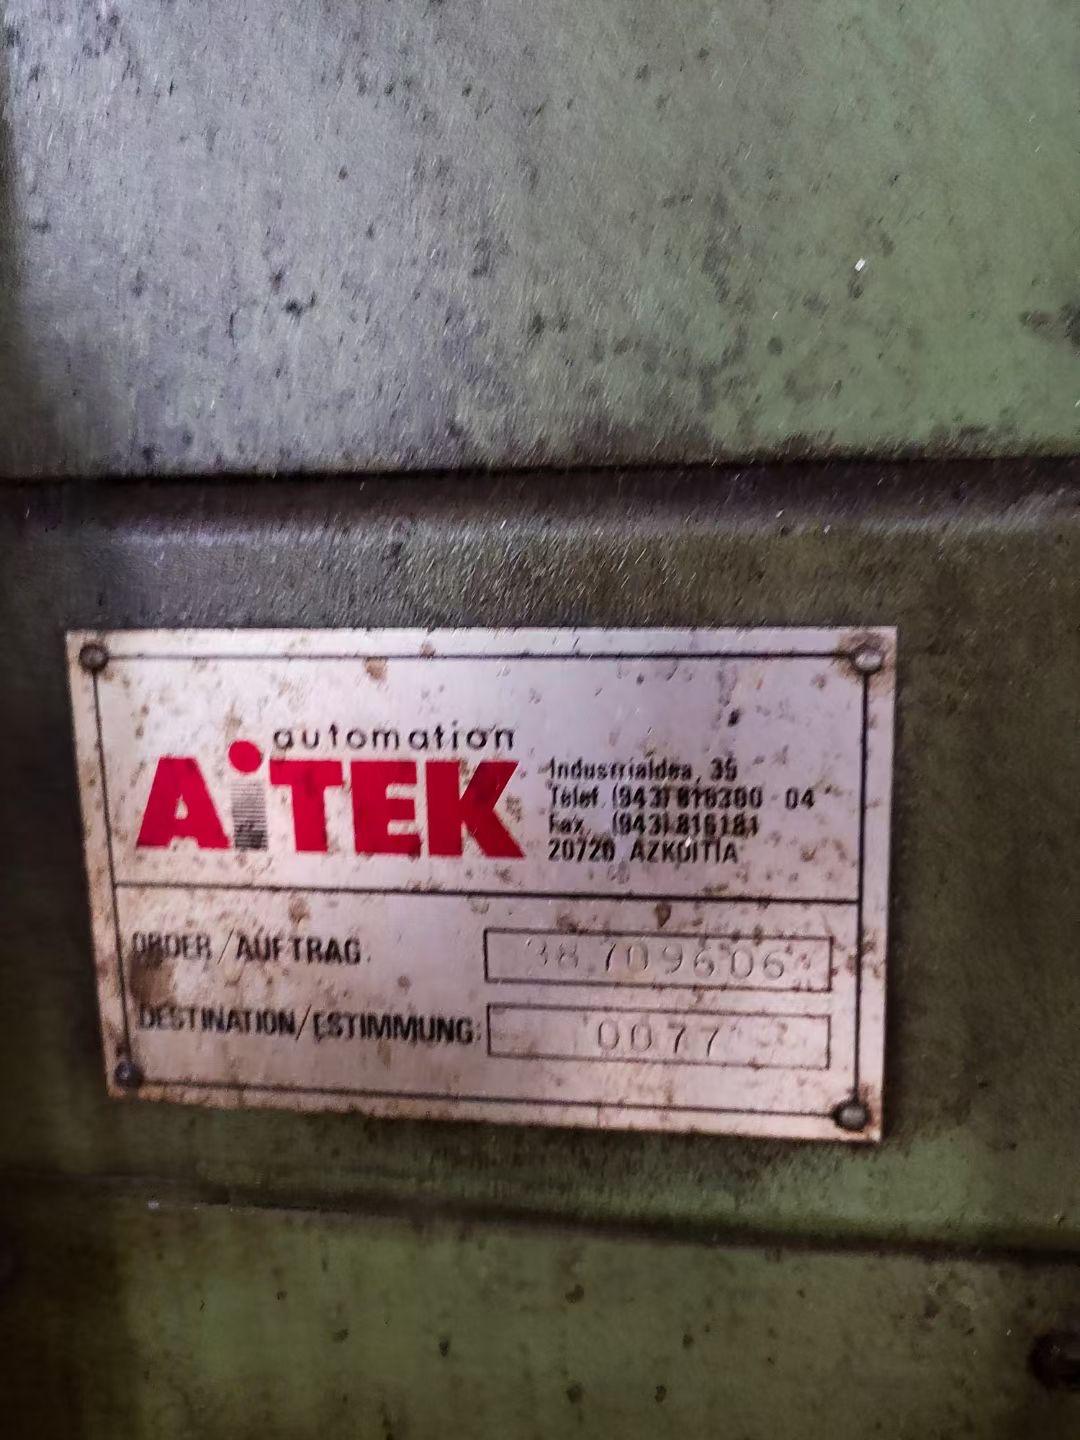 automation
AiTEK
Industrialdea, 35
Telef. (943) 816300 - 04
Fax. (943) 815181
20720 AZKOITIA
ORDER/AUFTRAG:
38.709606
DESTINATION/ESTIMMUNG:
0077